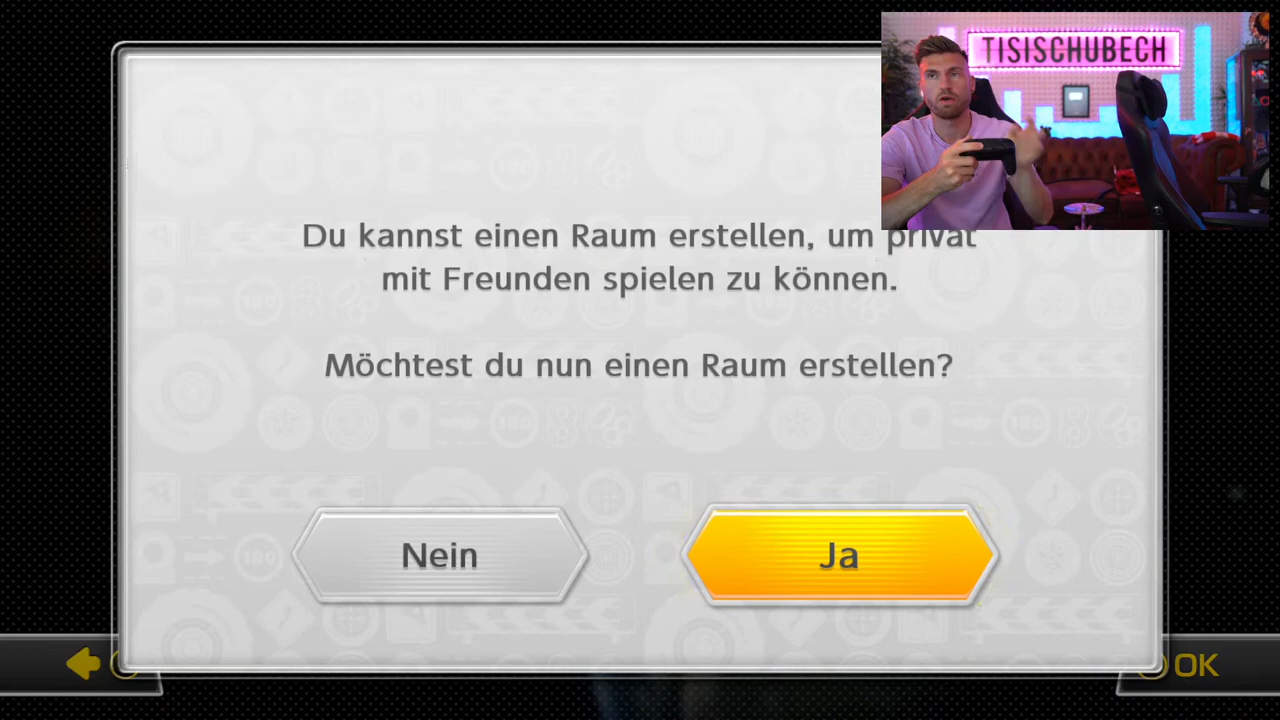 TISISCHUBECH
Du kannst einen Raum erstellen, um privat
mit Freunden spielen zu können.
Möchtest du nun einen Raum erstellen?
Nein
Ja
OK